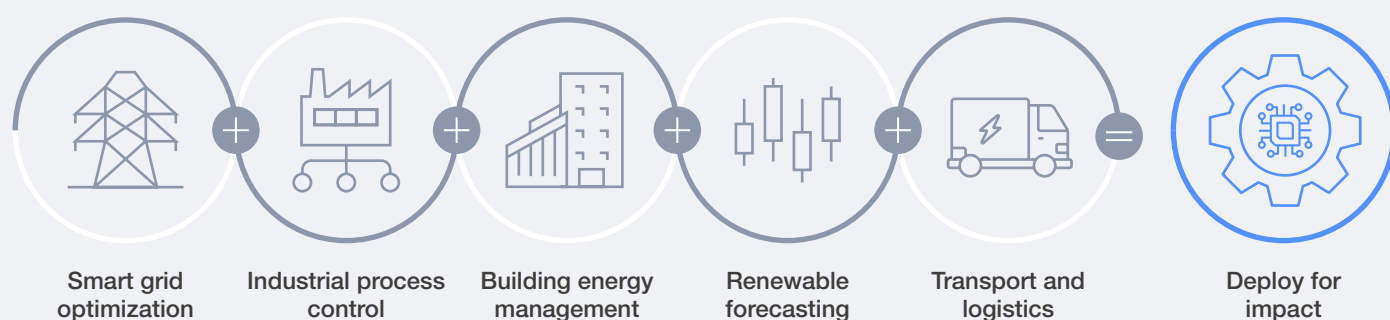 Smart grid
optimization
Industrial process
control
Building energy
management
Renewable
forecasting
Transport and
logistics
Deploy for
impact